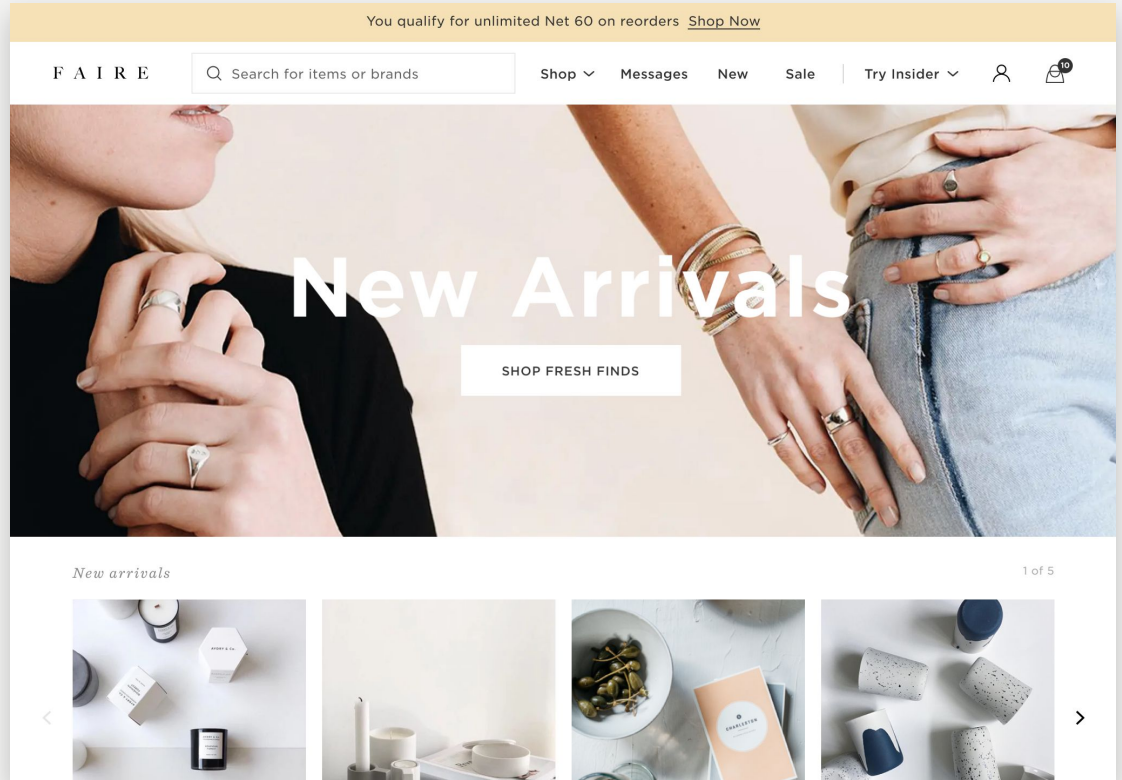 You qualify for unlimited Net 60 on reorders Shop Now
FAIRE
Search for items or brands
Shop
Messages
New
Sale
Try Insider
10
New Arrivals
SHOP FRESH FINDS
New arrivals
1 of 5
CHARLESTON